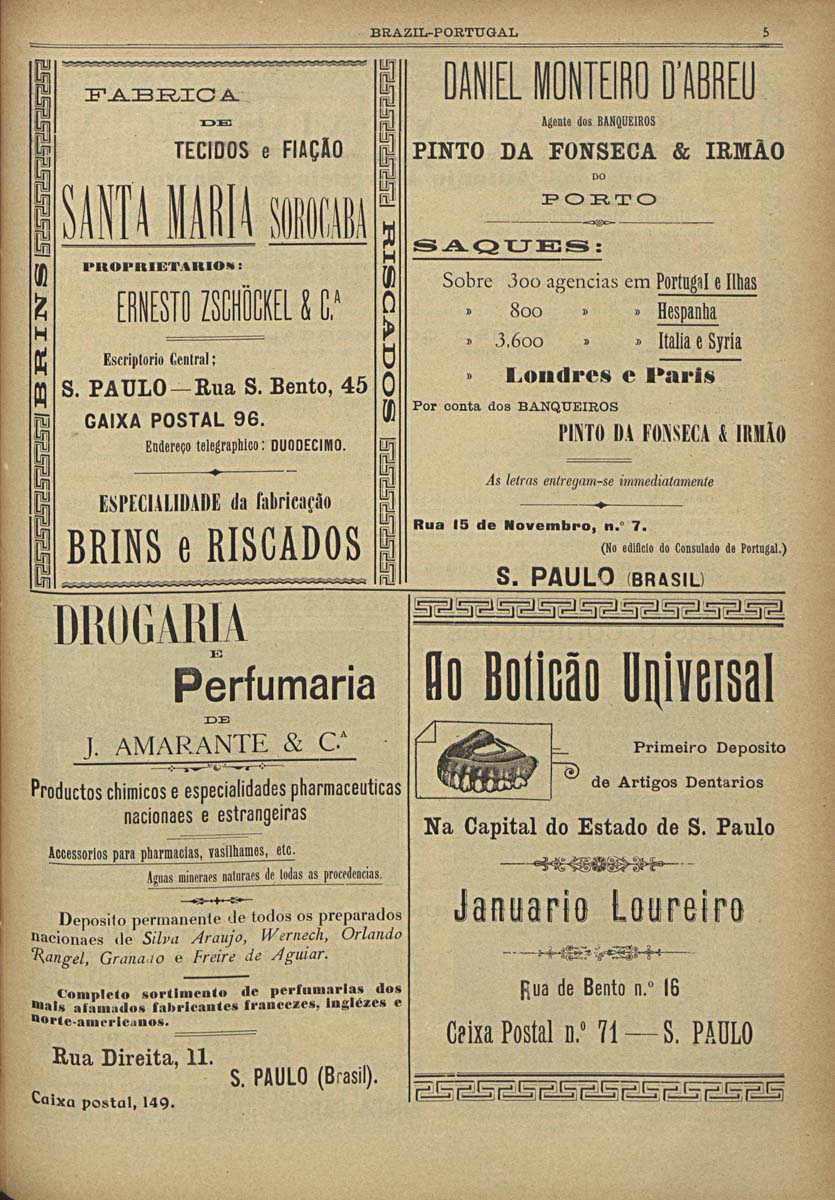 BRAZIL-PORTUGAL 5
BRINS
RISCADOS
FABRICA
DE
TECIDOS e FIAÇÃO
SANTA MARIA SOROCABA
PROPRIETARIOS:
ERNESTO ZSCHÖCKEL & C.A
Escriptorio Central;
S. PAULO — Rua S. Bento, 45
CAIXA POSTAL 96.
Endereço telegraphico: DUODECIMO.
ESPECIALIDADE da fabricação
BRINS e RISCADOS
DANIEL MONTEIRO D'ABREU
Agente dos BANQUEIROS
PINTO DA FONSECA & IRMÃO
DO
PORTO
SAQUES:
Sobre 300 agencias em Portugal e Ilhas
» 800 » » Hespanha
» 3.600 » » Italia e Syria
» Londres e Paris
Por conta dos BANQUEIROS
PINTO DA FONSECA & IRMÃO
As letras entregam-se immediatamente
Rua 15 de Novembro, n.º 7.
(No edificio do Consulado de Portugal.)
S. PAULO (BRASIL)
DROGARIA
E
Perfumaria
DE
J. AMARANTE & C.A
Productos chimicos e especialidades pharmaceuticas
nacionaes e estrangeiras
Accessorios para pharmacias, vasilhames, etc.
Aguas mineraes naturaes de todas as procedencias.
Deposito permanente de todos os preparados
nacionaes de Silva Araujo, Wernech, Orlando
Rangel, Granado e Freire de Aguiar.
Completo sortimento de perfumarias dos
mais afamados fabricantes francezes, inglézes e
norte-americanos.
Rua Direita, 11.
S. PAULO (Brasil).
Caixa postal, 149.
Ao Boticão Universal
Primeiro Deposito
de Artigos Dentarios
Na Capital do Estado de S. Paulo
Januario Loureiro
Rua de Bento n.º 16
Caixa Postal n.º 71 — S. PAULO